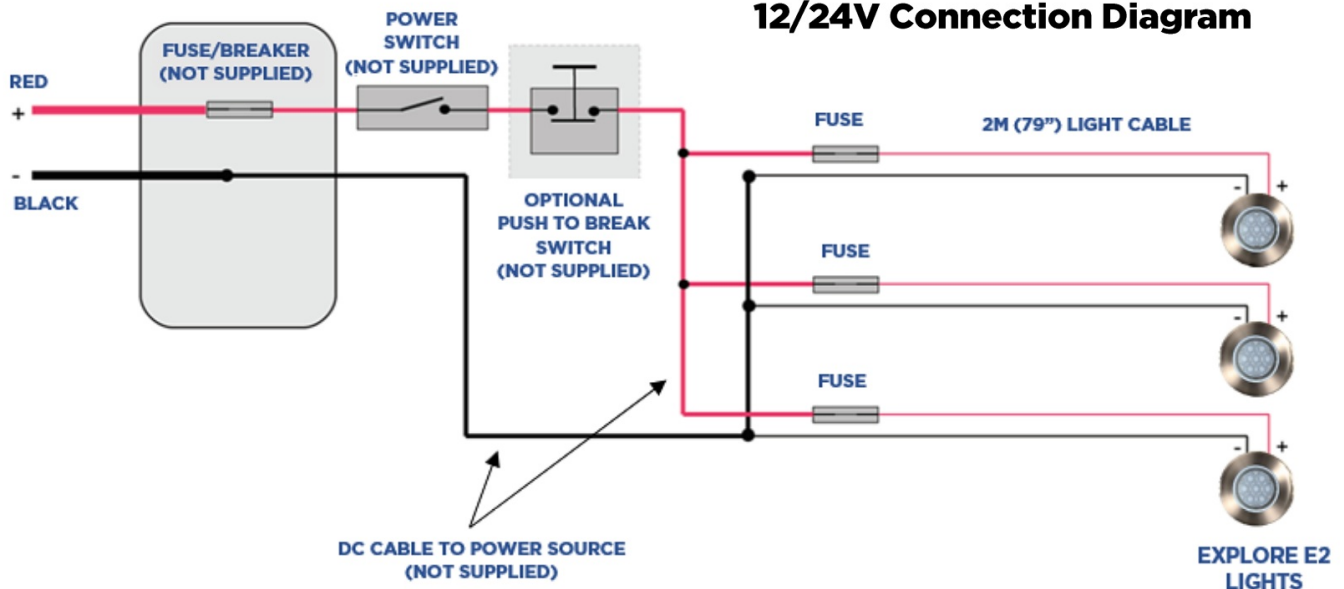 12/24V Connection Diagram
POWER
SWITCH
(NOT SUPPLIED)
FUSE/BREAKER
(NOT SUPPLIED)
RED
+
-
BLACK
OPTIONAL
PUSH TO BREAK
SWITCH
(NOT SUPPLIED)
FUSE
2M (79”) LIGHT CABLE
- +
FUSE
- +
FUSE
- +
DC CABLE TO POWER SOURCE
(NOT SUPPLIED)
EXPLORE E2
LIGHTS